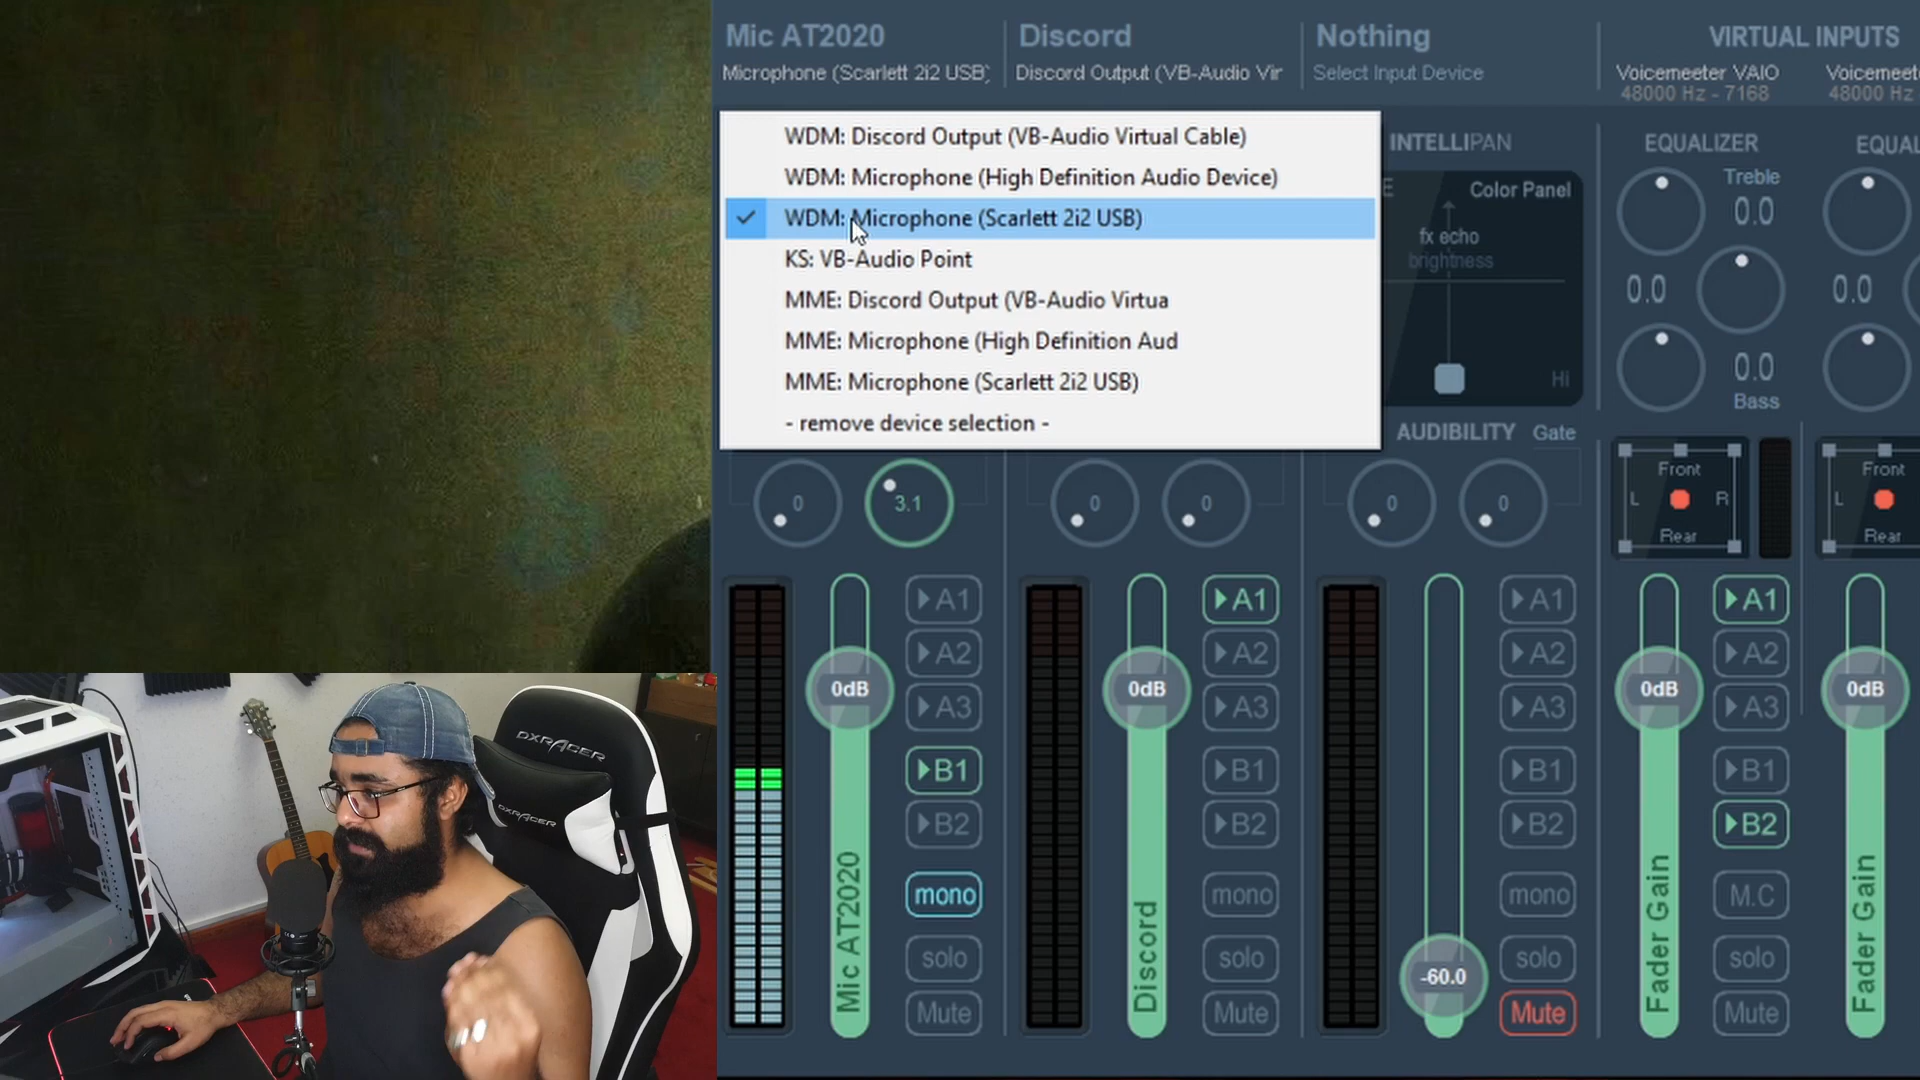 Mic AT2020
Microphone (Scarlett 2i2 USB)
Discord
Discord Output (VB-Audio Vir
Nothing
Select Input Device
VIRTUAL INPUTS
Voicemeeter VAIO
48000 Hz - 7168
Voicemeet
48000 Hz
WDM: Discord Output (VB-Audio Virtual Cable)
WDM: Microphone (High Definition Audio Device)
WDM: Microphone (Scarlett 2i2 USB)
KS: VB-Audio Point
MME: Discord Output (VB-Audio Virtua
MME: Microphone (High Definition Aud
MME: Microphone (Scarlett 2i2 USB)
- remove device selection -
INTELLIPAN
E
Color Panel
fx echo
brightness
Hi
AUDIBILITY
Gate
EQUALIZER
Treble
0.0
0.0
0.0
Bass
EQUAL
0.0
0
3.1
0
0
0
0
Front
L
R
Rear
Front
L
Rear
0dB
Mic AT2020
A1
A2
A3
B1
B2
mono
solo
Mute
0dB
Discord
A1
A2
A3
B1
B2
mono
solo
Mute
-60.0
A1
A2
A3
B1
B2
mono
solo
Mute
0dB
Fader Gain
A1
A2
A3
B1
B2
M.C
solo
Mute
0dB
Fader Gain
DXRACER
DXRACER